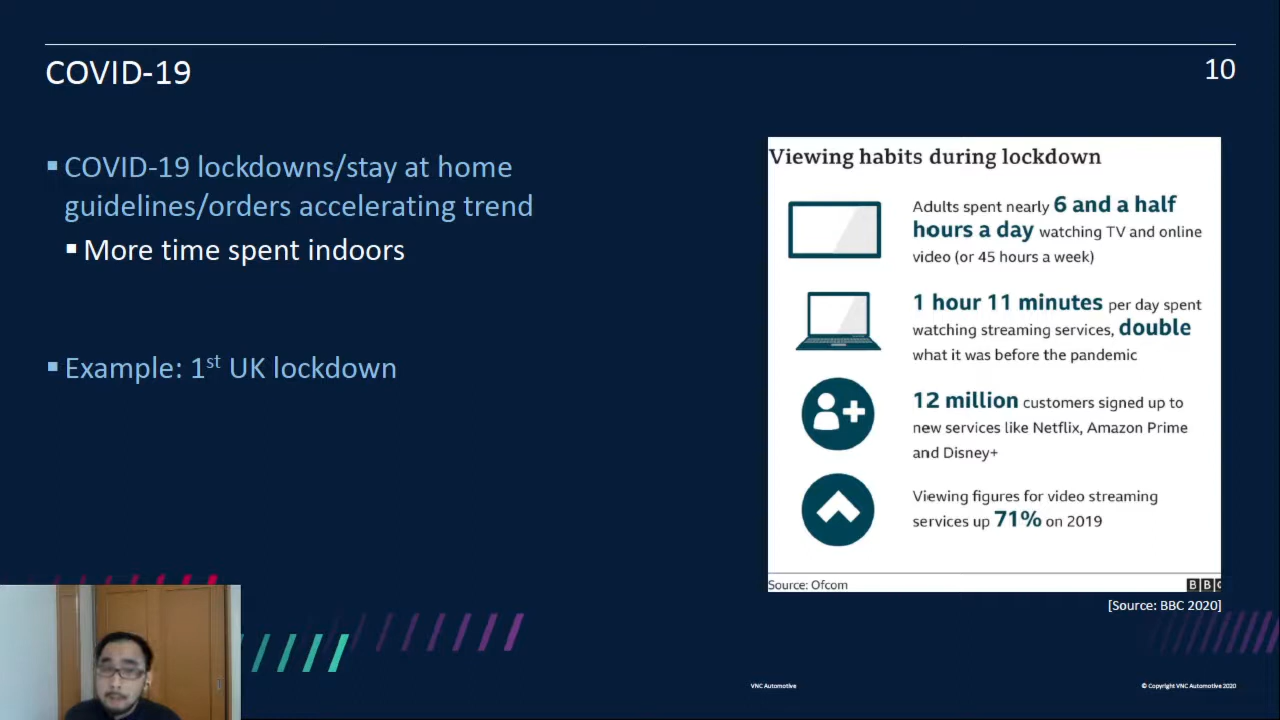 COVID-19
10
▪COVID-19 lockdowns/stay at home
guidelines/orders accelerating trend
▪More time spent indoors
▪Example: 1st UK lockdown
Viewing habits during lockdown
Adults spent nearly 6 and a half
hours a day watching TV and online
video (or 45 hours a week)
1 hour 11 minutes per day spent
watching streaming services, double
what it was before the pandemic
12 million customers signed up to
new services like Netflix, Amazon Prime
and Disney+
Viewing figures for video streaming
services up 71% on 2019
Source: Ofcom
BBC
[Source: BBC 2020]
VNC Automotive
© Copyright VNC Automotive 2020